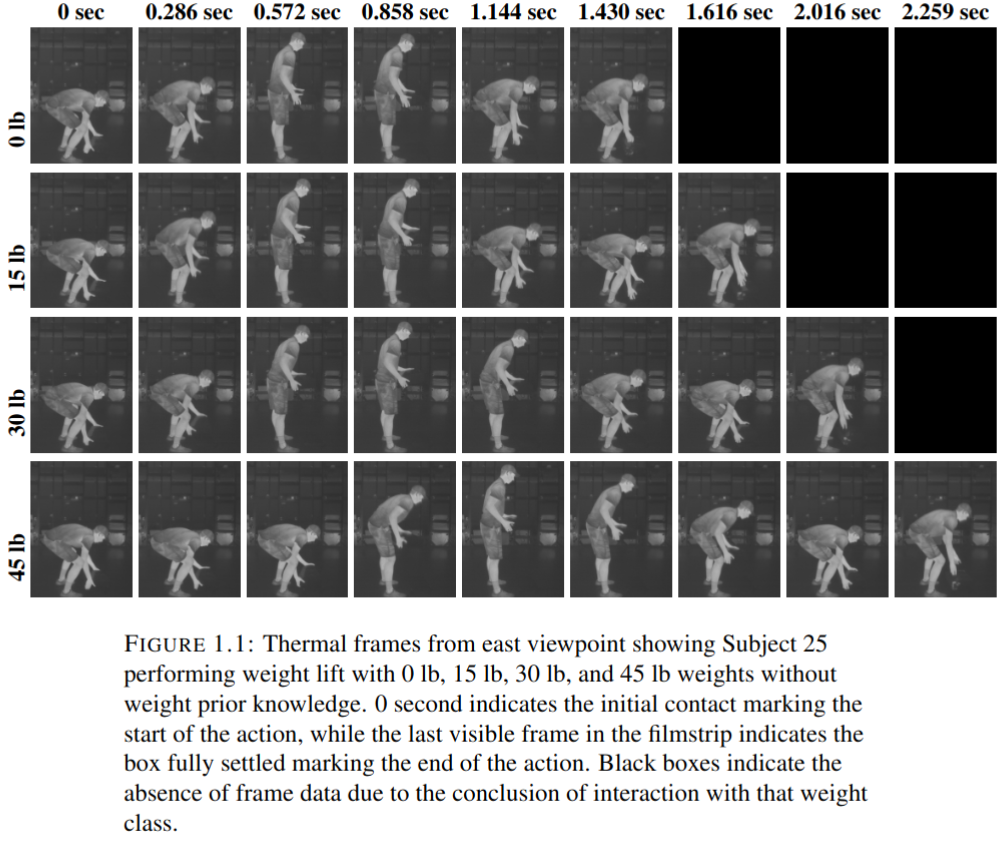 0 sec 0.286 sec 0.572 sec 0.858 sec 1.144 sec 1.430 sec 1.616 sec 2.016 sec 2.259 sec
0 lb
15 lb
30 lb
45 lb
FIGURE 1.1: Thermal frames from east viewpoint showing Subject 25
performing weight lift with 0 lb, 15 lb, 30 lb, and 45 lb weights without
weight prior knowledge. 0 second indicates the initial contact marking the
start of the action, while the last visible frame in the filmstrip indicates the
box fully settled marking the end of the action. Black boxes indicate the
absence of frame data due to the conclusion of interaction with that weight
class.